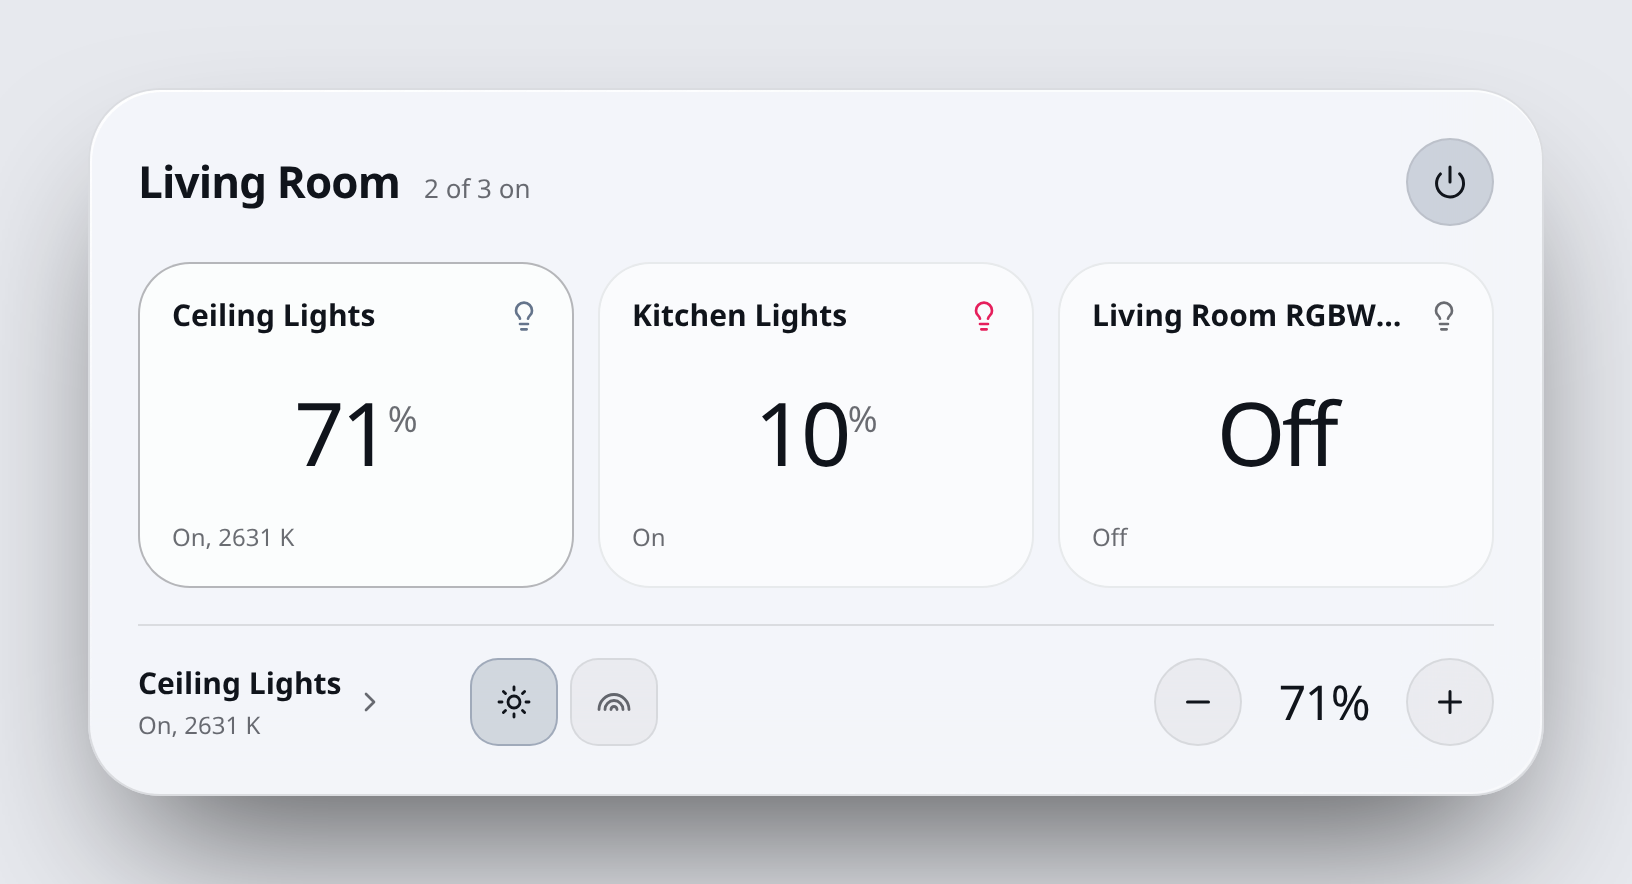 Living Room 2 of 3 on
Ceiling Lights
71%
On, 2631 K
Kitchen Lights
10%
On
Living Room RGBW...
Off
Off
Ceiling Lights
On, 2631 K
71%